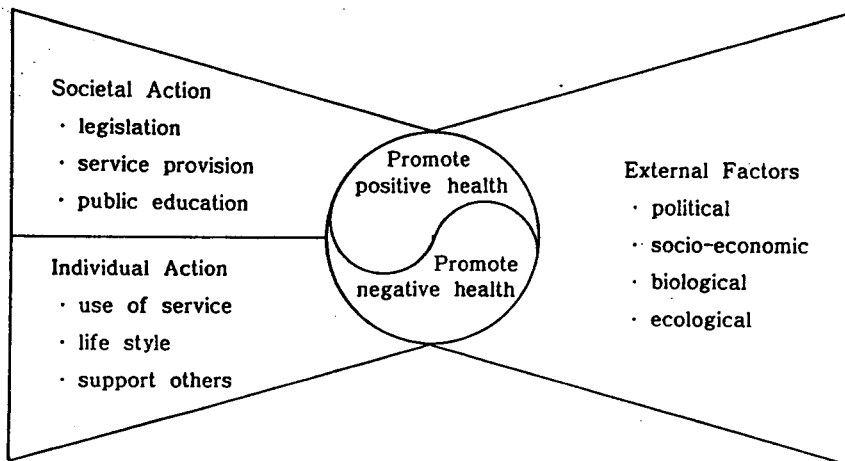 Societal Action
· legislation
· service provision
· public education
Individual Action
· use of service
· life style
· support others
Promote
positive health
Promote
negative health
External Factors
· political
· socio-economic
· biological
· ecological